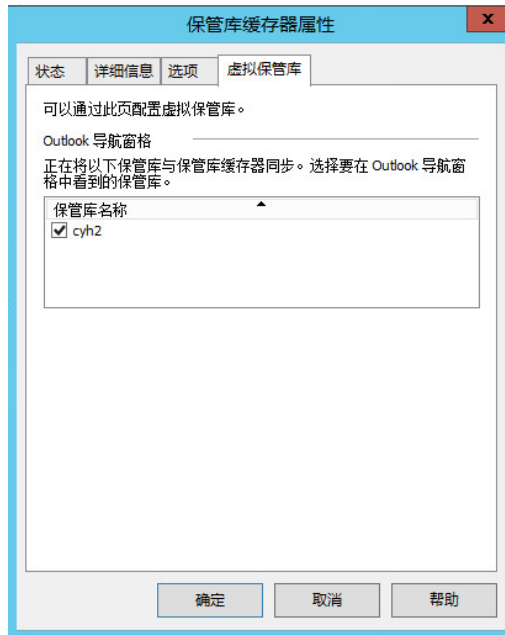 保管库缓存器属性
x
状态 详细信息 选项 虚拟保管库
可以通过此页配置虚拟保管库。
Outlook 导航窗格
正在将以下保管库与保管库缓存器同步。选择要在 Outlook 导航窗
格中看到的保管库。
保管库名称
cyh2
确定 取消 帮助